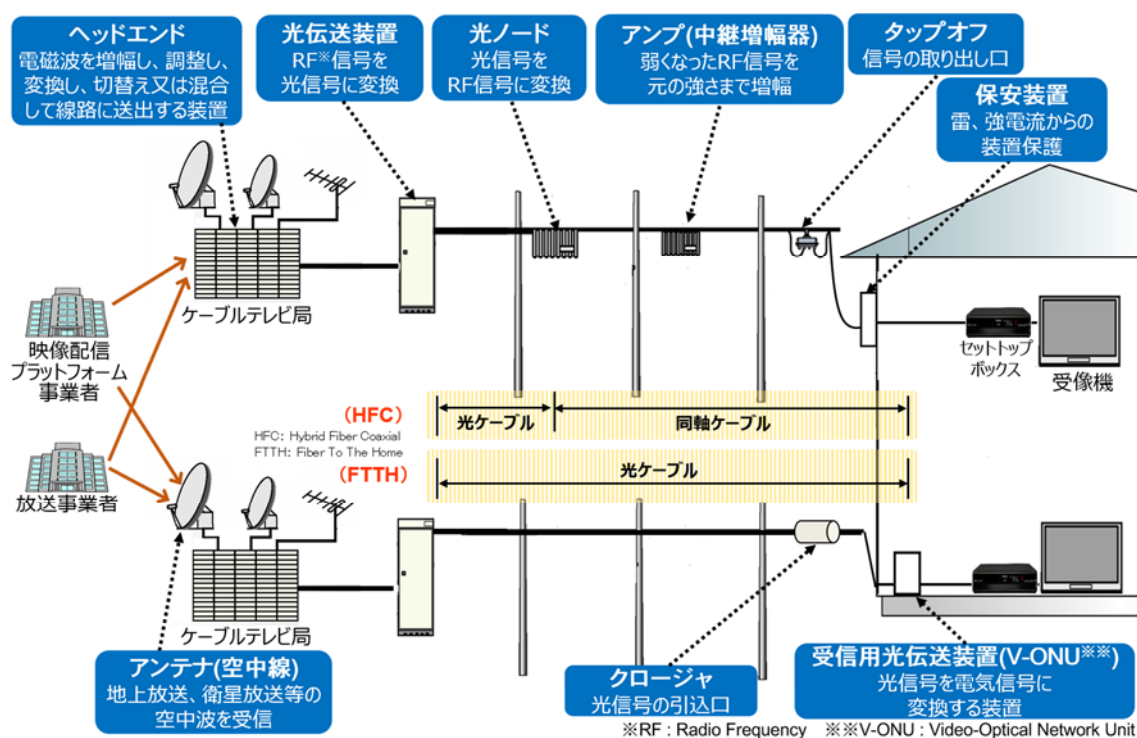 ヘッドエンド
電磁波を増幅し、調整し、
変換し、切替え又は混合
して線路に送出する装置
光伝送装置
RF※信号を
光信号に変換
光ノード
光信号を
RF信号に変換
アンプ(中継増幅器)
弱くなったRF信号を
元の強さまで増幅
タップオフ
信号の取り出し口
保安装置
雷、強電流からの
装置保護
ケーブルテレビ局
映像配信
プラットフォーム
事業者
セットトップ
ボックス
受像機
(HFC)
光ケーブル
同軸ケーブル
HFC: Hybrid Fiber Coaxial
FTTH: Fiber To The Home
(FTTH)
光ケーブル
放送事業者
ケーブルテレビ局
アンテナ(空中線)
地上放送、衛星放送等の
空中波を受信
クロージャ
光信号の引込口
受信用光伝送装置(V-ONU※※)
光信号を電気信号に
変換する装置
※RF : Radio Frequency ※※V-ONU : Video-Optical Network Unit